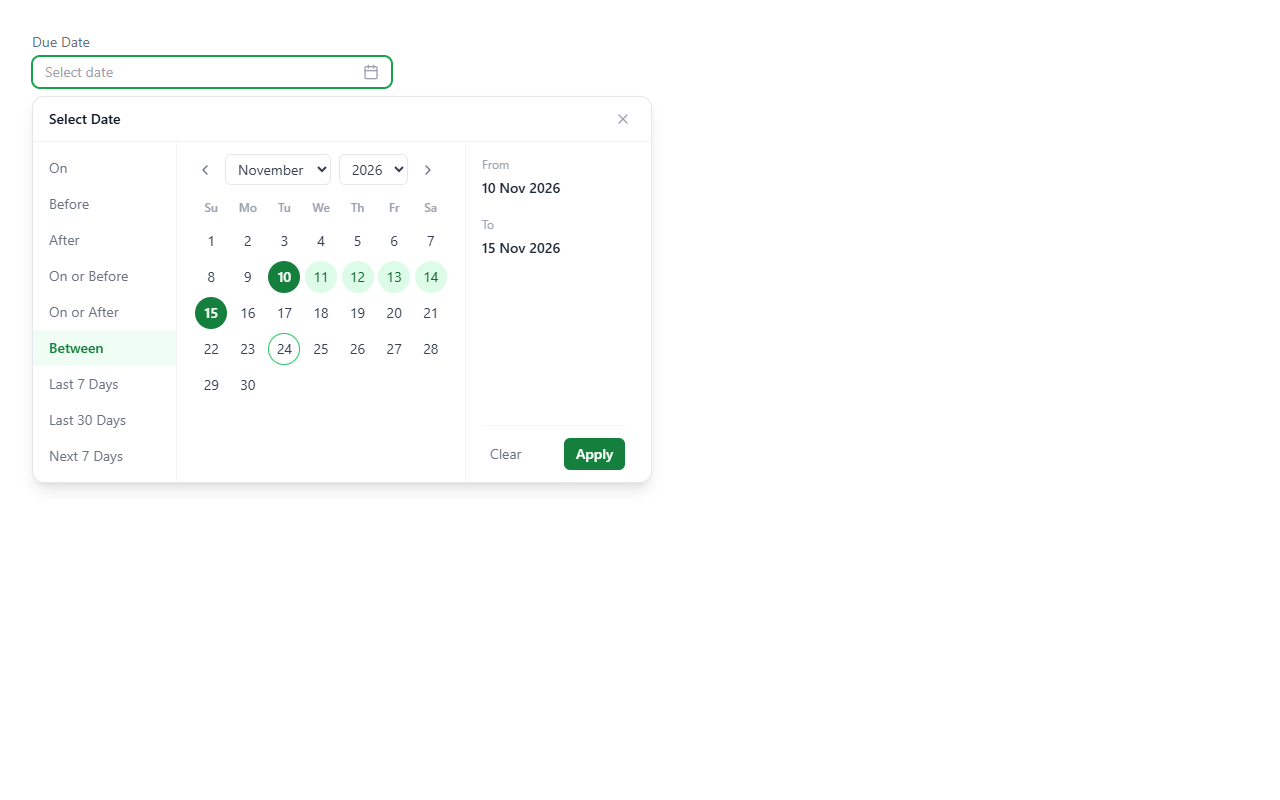 Due Date
Select date
Select Date
On
Before
After
On or Before
On or After
Between
Last 7 Days
Last 30 Days
Next 7 Days
November 2026
Su Mo Tu We Th Fr Sa
1 2 3 4 5 6 7
8 9 10 11 12 13 14
15 16 17 18 19 20 21
22 23 24 25 26 27 28
29 30
From
10 Nov 2026
To
15 Nov 2026
Clear Apply